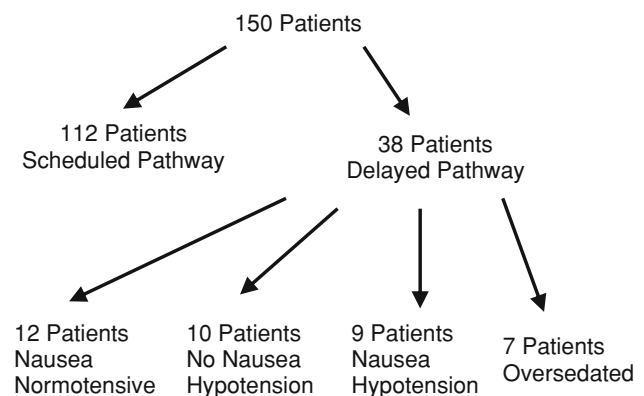 150 Patients
112 Patients
Scheduled Pathway
38 Patients
Delayed Pathway
12 Patients
Nausea
Normotensive
10 Patients
No Nausea
Hypotension
9 Patients
Nausea
Hypotension
7 Patients
Oversedated